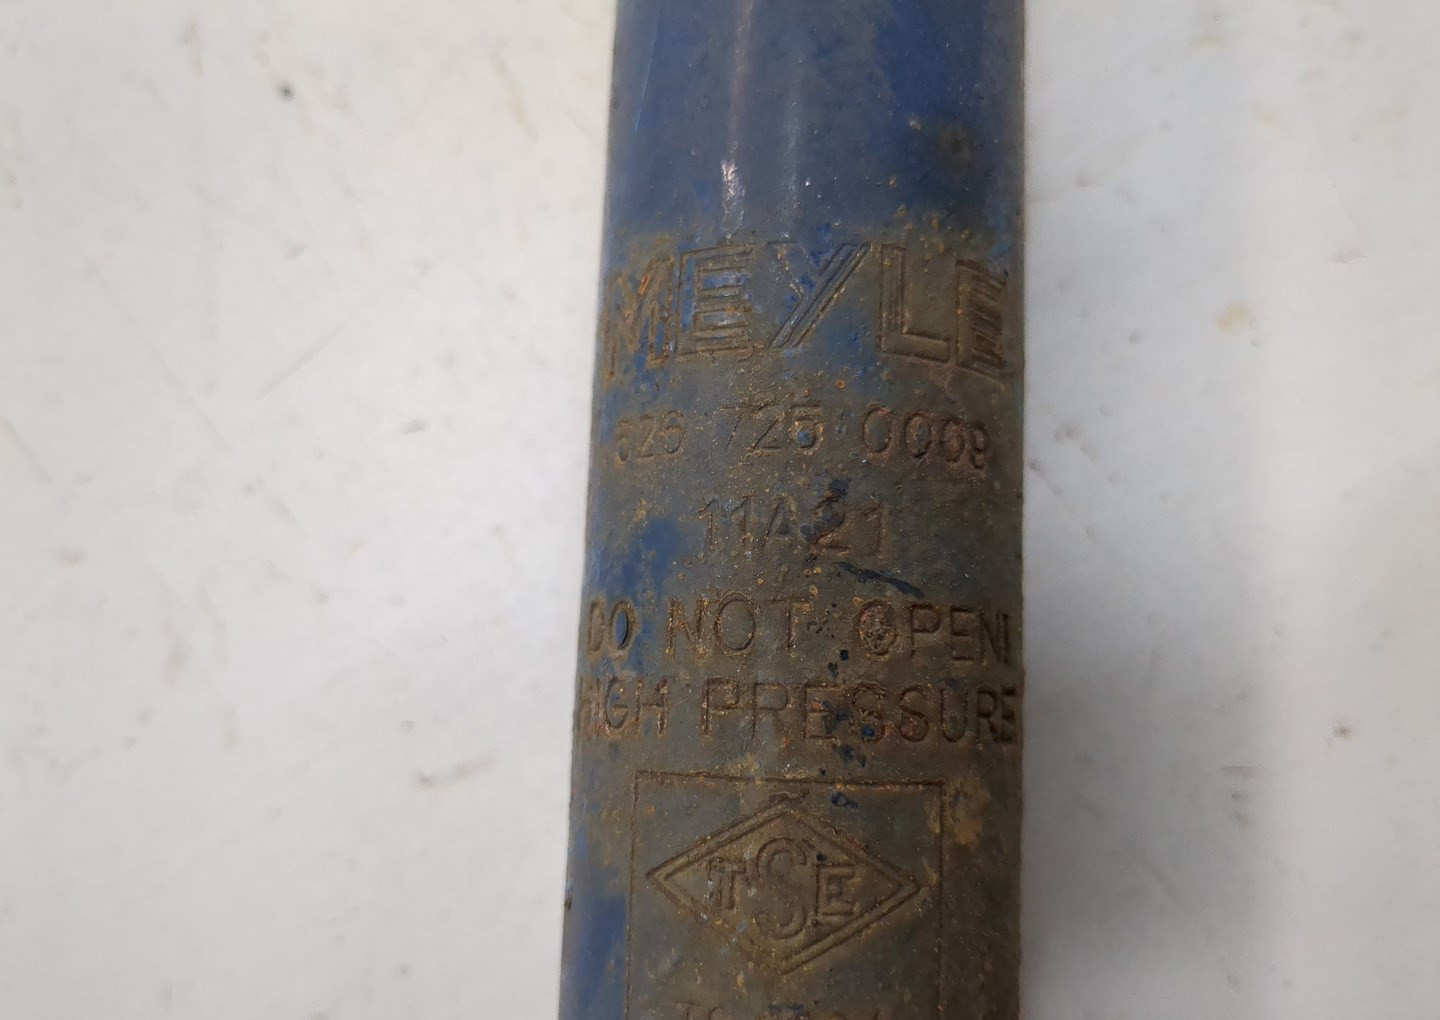 MEYLE
626 725 0009
11A21
DO NOT OPEN!
HIGH PRESSURE
TSE